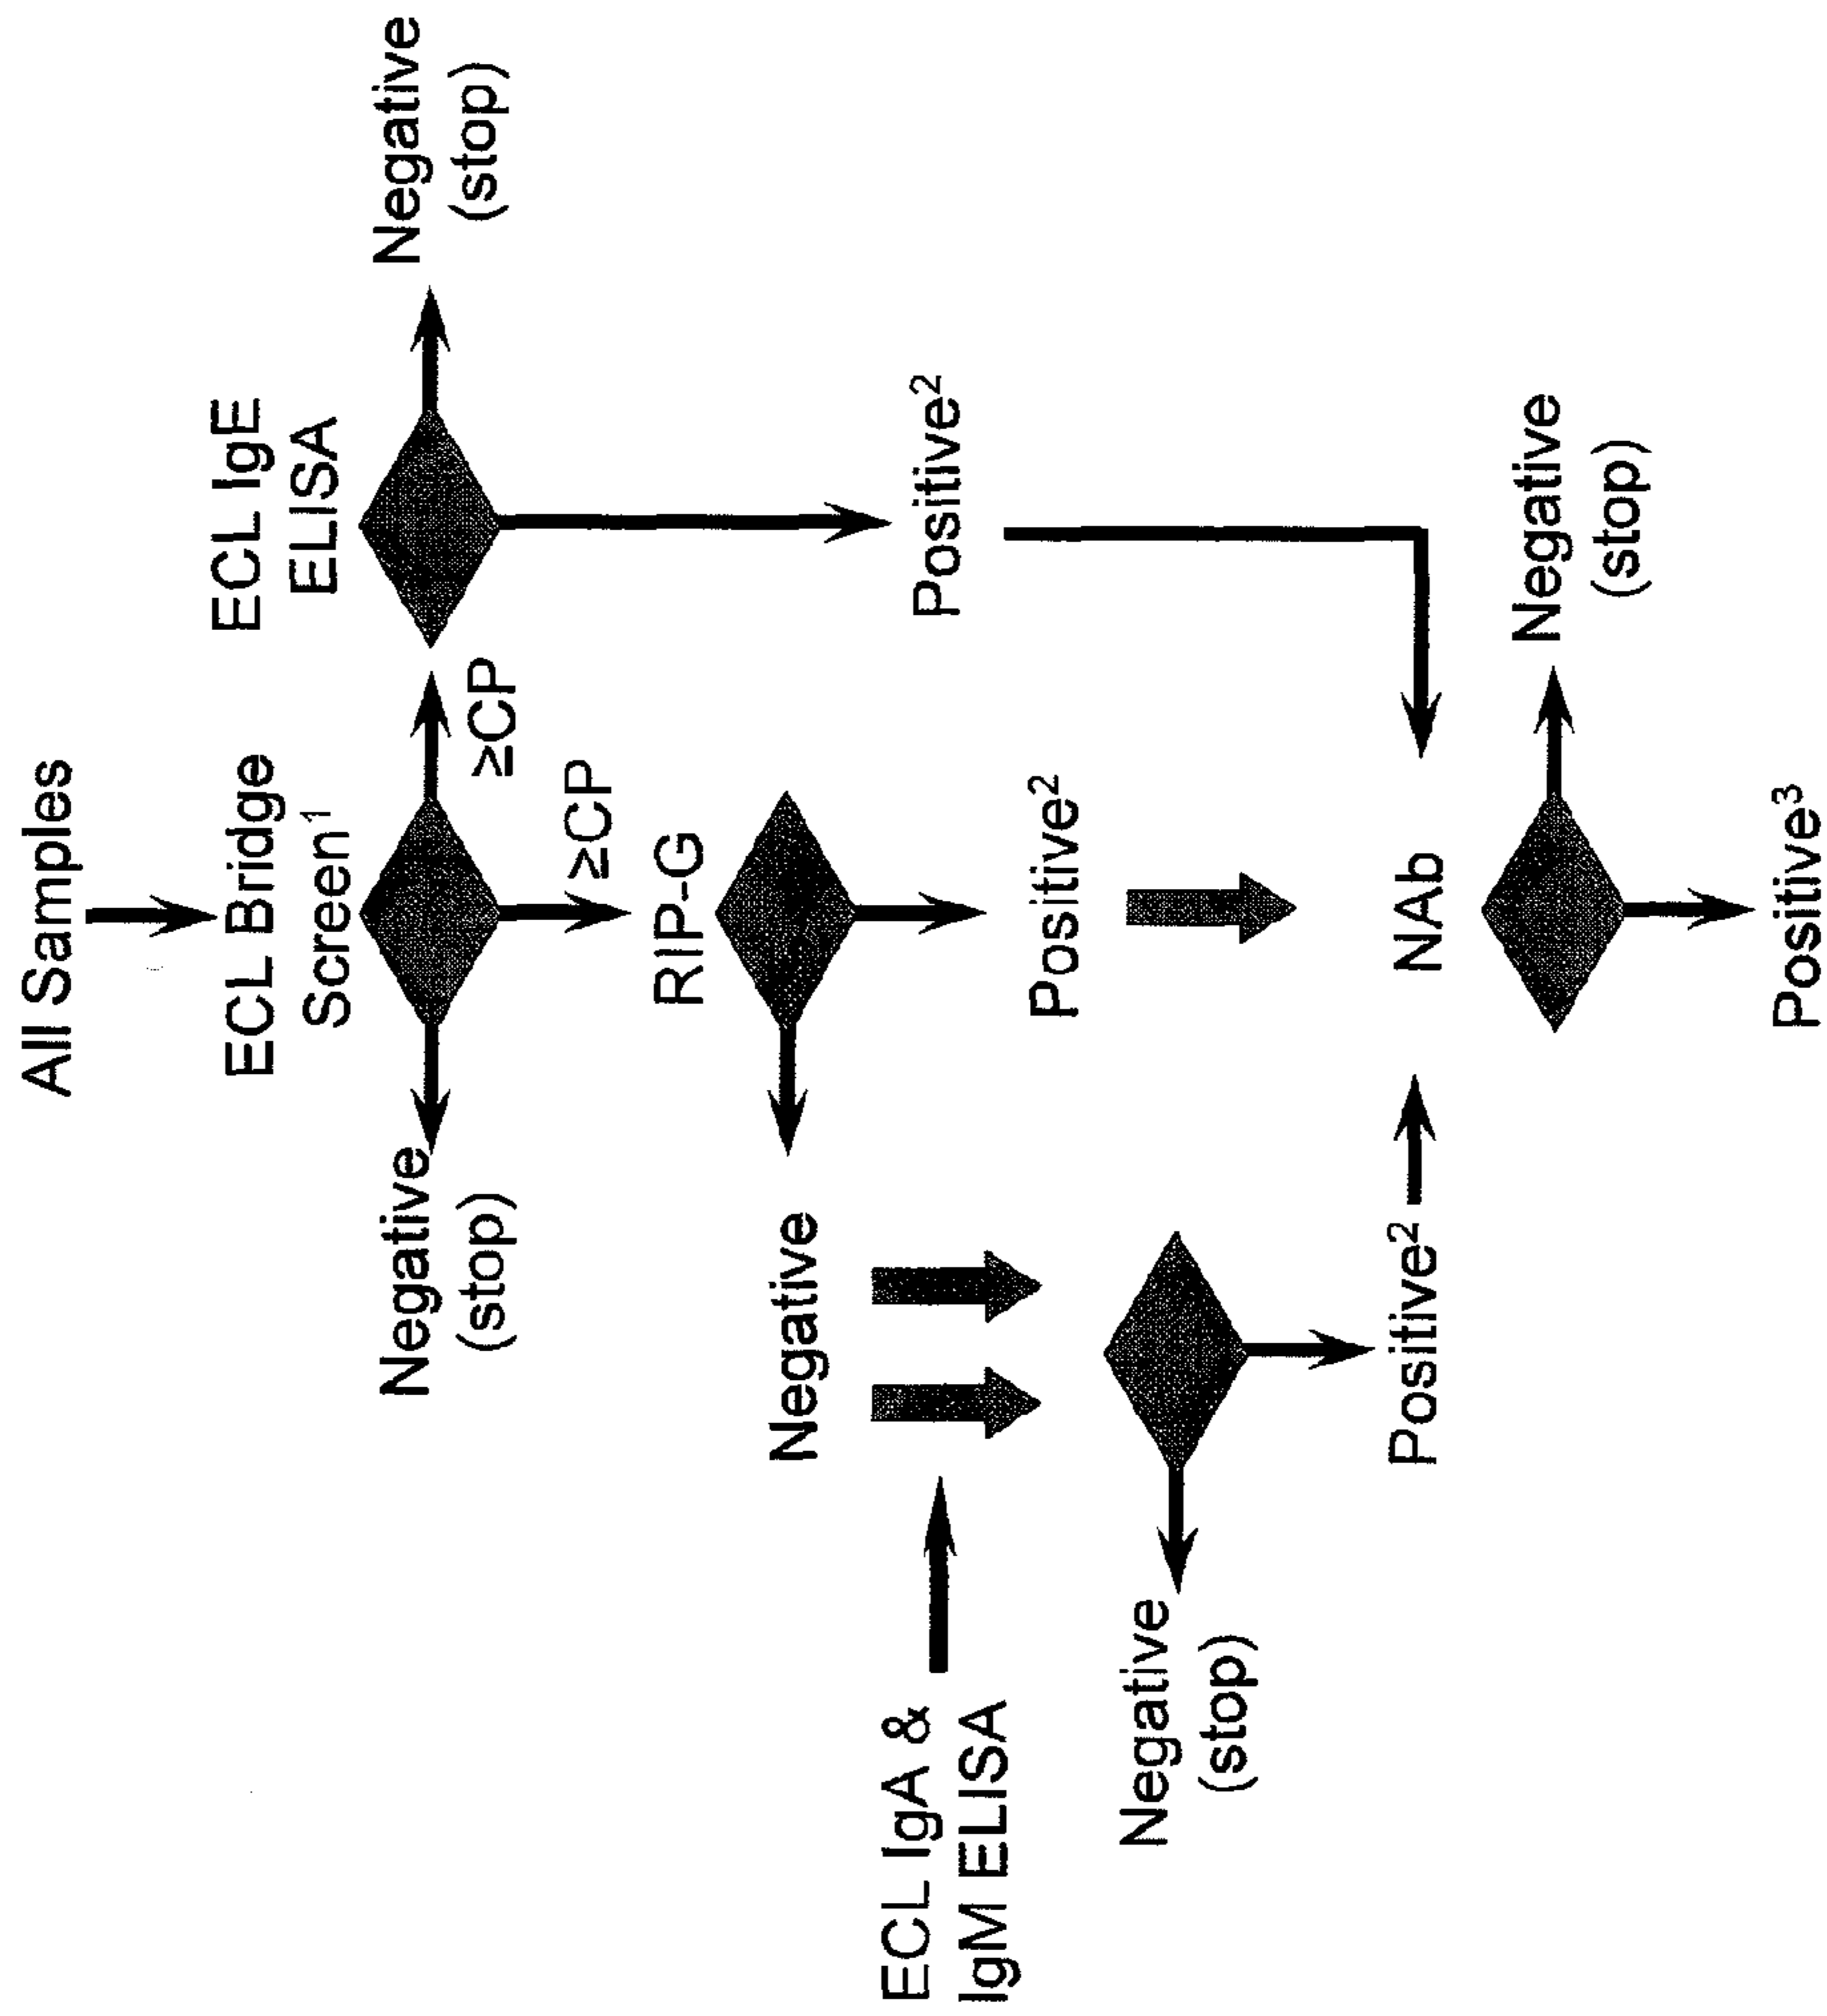 All Samples
ECL Bridge
Screen¹
Negative
(stop)
≥CP
ECL IgE
ELISA
Negative
(stop)
≥CP
RIP-G
Negative
Positive²
Positive²
ECL IgA &
IgM ELISA
Negative
(stop)
Positive²
NAb
Negative
(stop)
Positive³